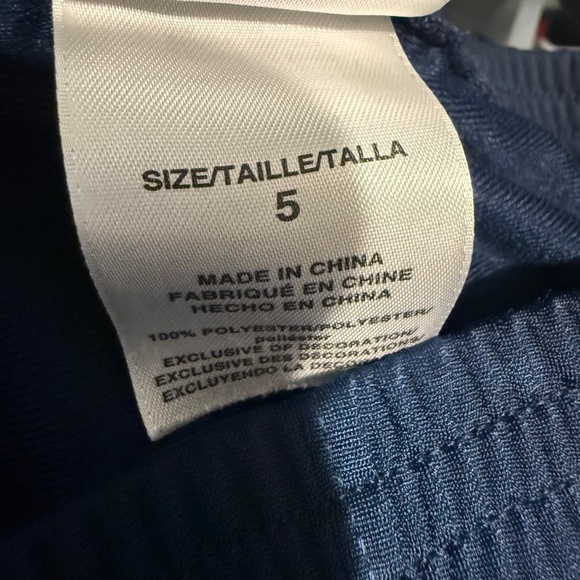 SIZE/TAILLE/TALLA
5
MADE IN CHINA
FABRIQUÉ EN CHINE
HECHO EN CHINA
100% POLYESTER/POLYESTER/
poliéster
EXCLUSIVE OF DECORATION/
EXCLUSIVE DES DÉCORATIONS/
EXCLUYENDO LA